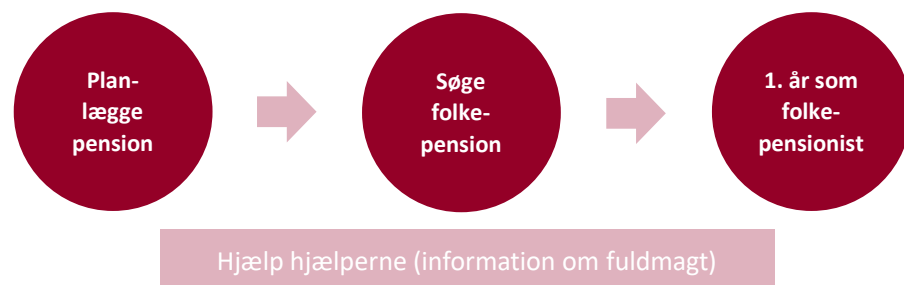 Plan-
lægge
pension
Søge
folke-
pension
1. år som
folke-
pensionist
Hjælp hjælperne (information om fuldmagt)